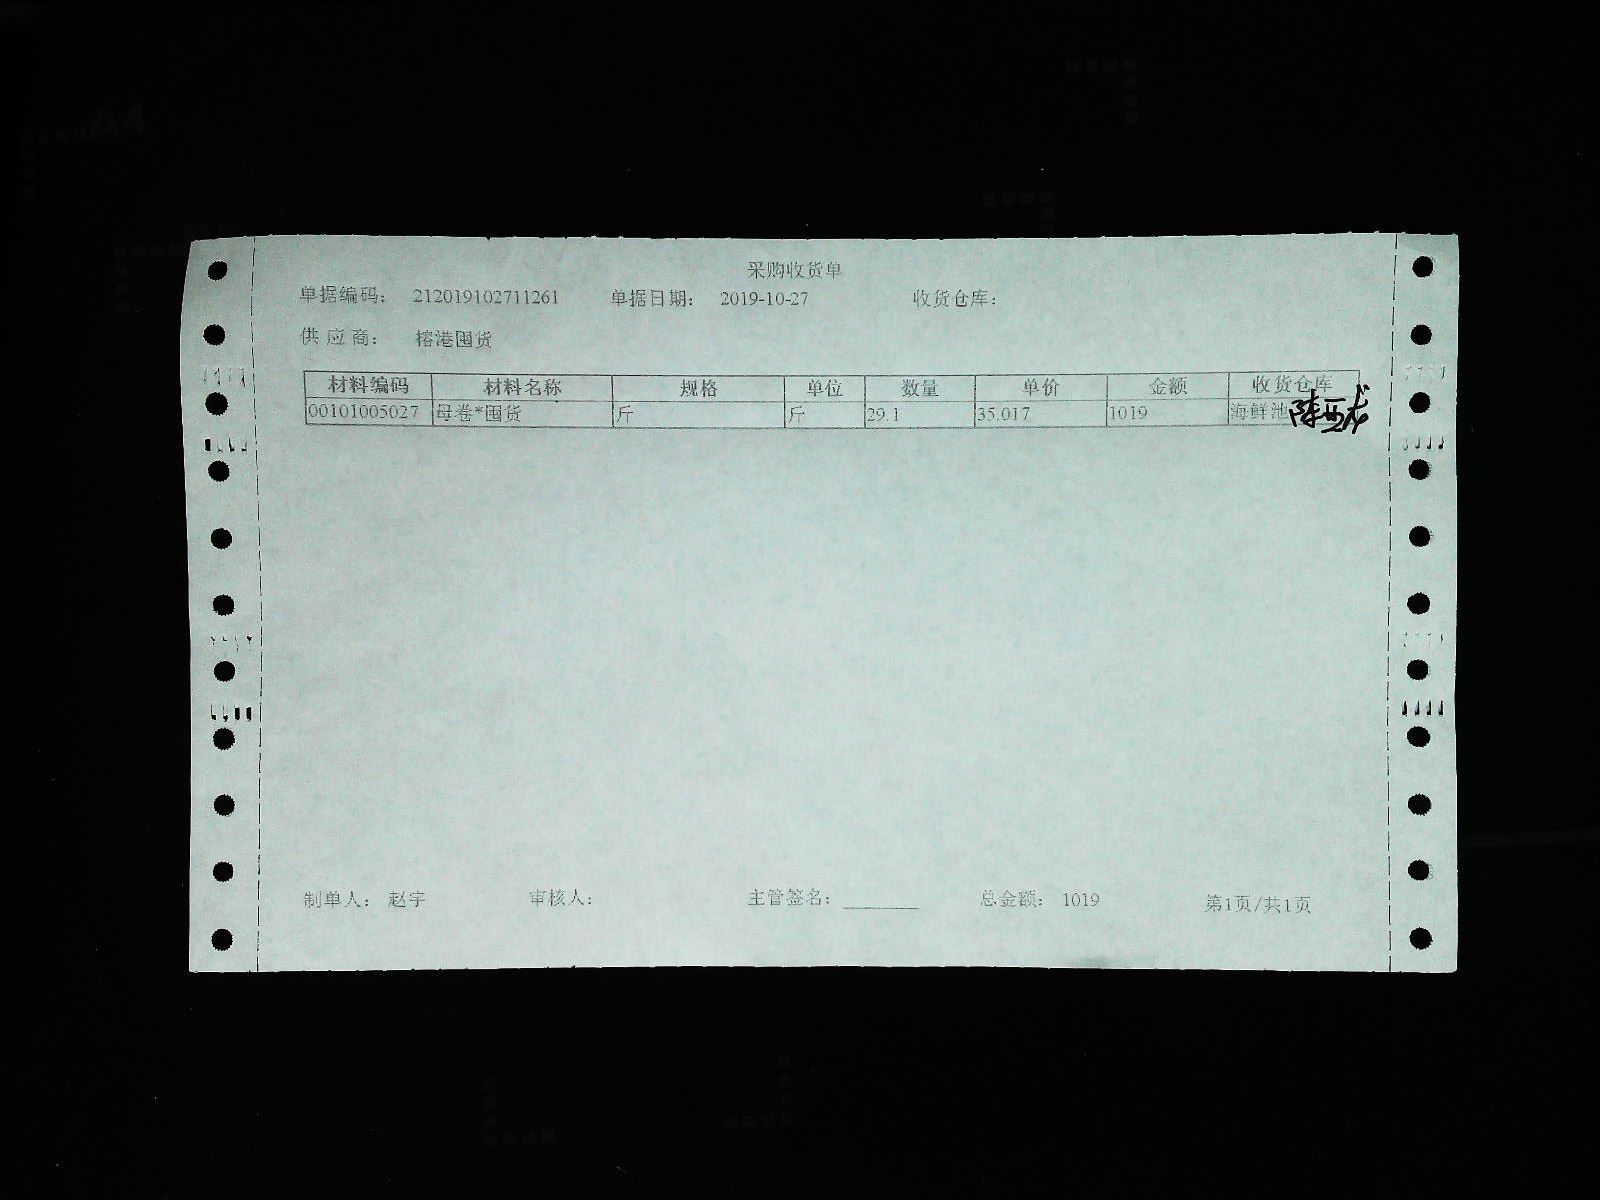 采购收货单
单据编码： 212019102711261 单据日期： 2019-10-27 收货仓库：
供 应 商： 榕港囤货
材料编码 材料名称 规格 单位 数量 单价 金额 收货仓库
00101005027 母卷*囤货 斤 斤 29.1 35.017 1019 海鲜池
制单人： 赵宇 审核人： 主管签名： 总金额： 1019 第1页/共1页